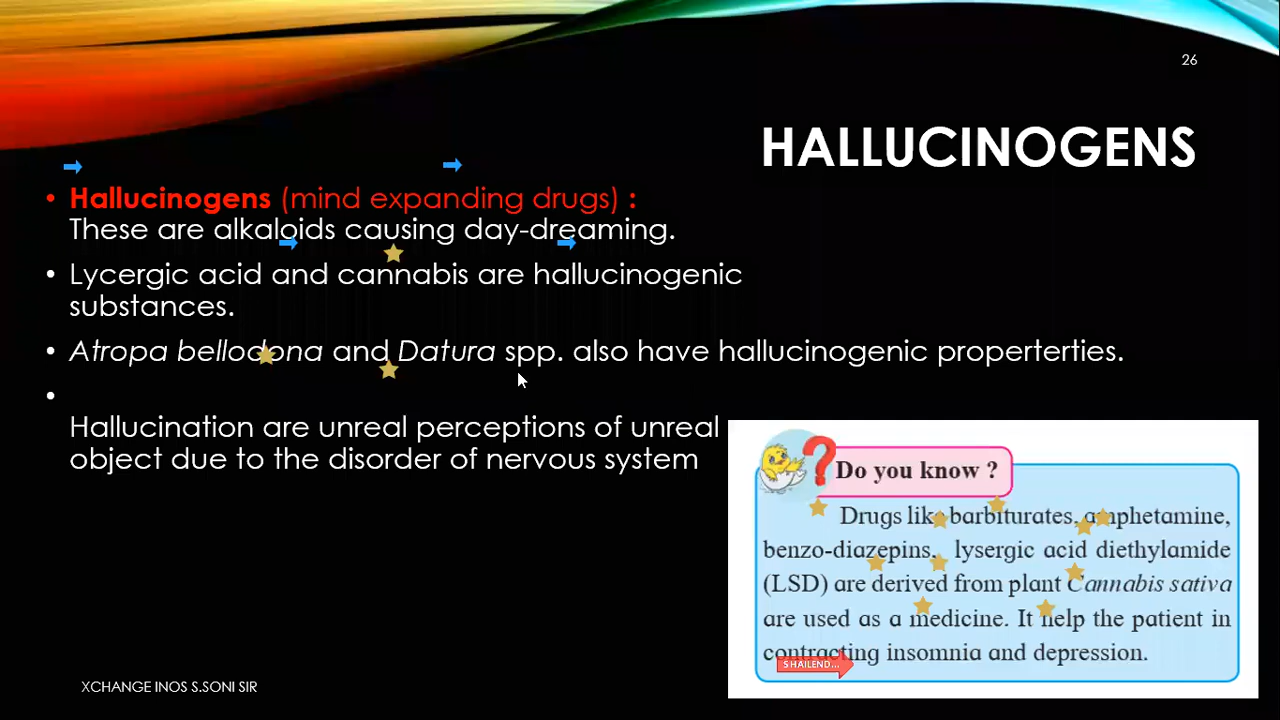 26
HALLUCINOGENS
• Hallucinogens (mind expanding drugs) :
These are alkaloids causing day-dreaming.
• Lycergic acid and cannabis are hallucinogenic
substances.
• Atropa bellodona and Datura spp. also have hallucinogenic properterties.
•
Hallucination are unreal perceptions of unreal
object due to the disorder of nervous system
Do you know ?
Drugs like barbiturates, amphetamine,
benzo-diazepins, lysergic acid diethylamide
(LSD) are derived from plant Cannabis sativa
are used as a medicine. It help the patient in
contracting insomnia and depression.
SHAILEND...
XCHANGE INOS S.SONI SIR